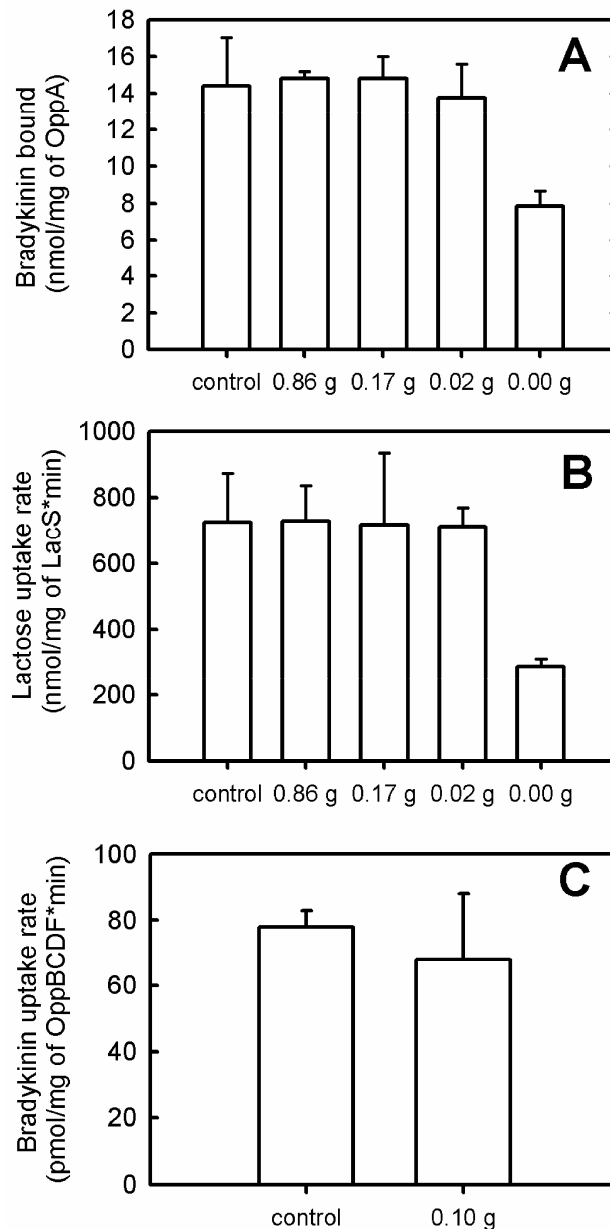 A
Bradykinin bound
(nmol/mg of OppA)
18
16
14
12
10
8
6
4
2
0
control 0.86 g 0.17 g 0.02 g 0.00 g
B
Lactose uptake rate
(nmol/mg of LacS*min)
1000
800
600
400
200
0
control 0.86 g 0.17 g 0.02 g 0.00 g
C
Bradykinin uptake rate
(pmol/mg of OppBCDF*min)
100
80
60
40
20
0
control 0.10 g